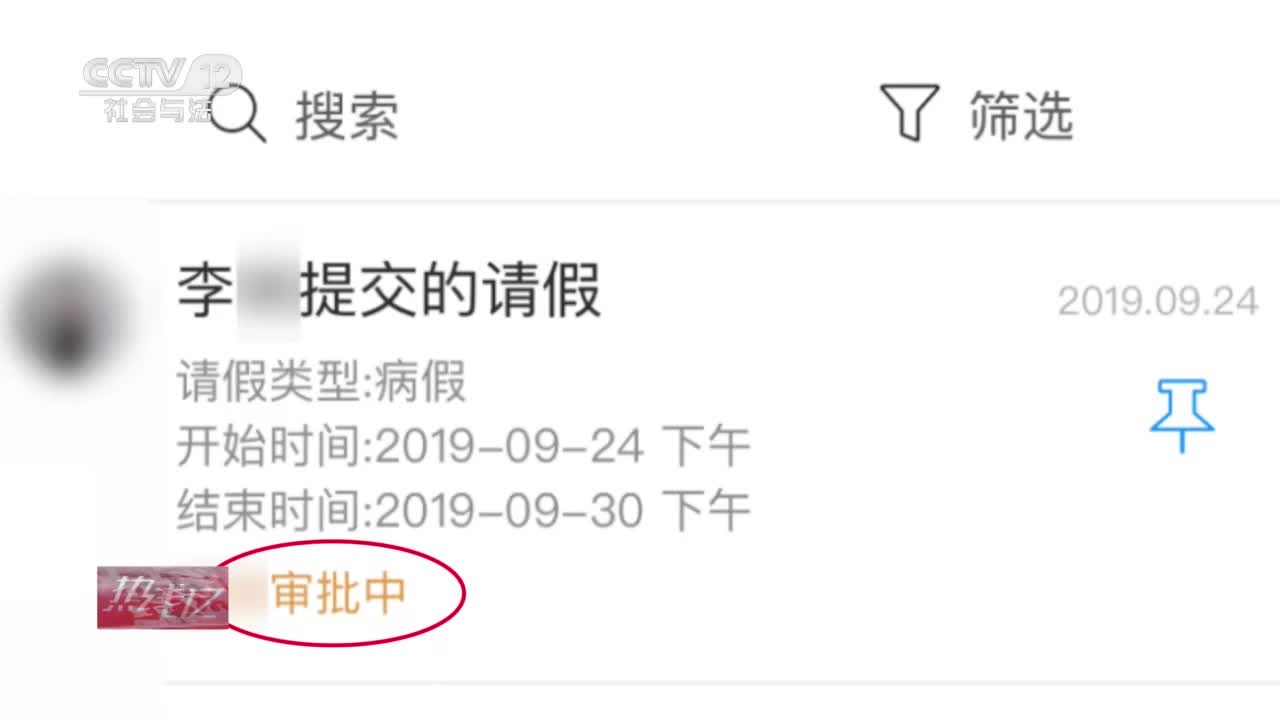 CCTV 12
社会与法
搜索
筛选
李 提交的请假
2019.09.24
请假类型:病假
开始时间:2019-09-24 下午
结束时间:2019-09-30 下午
审批中
热线12